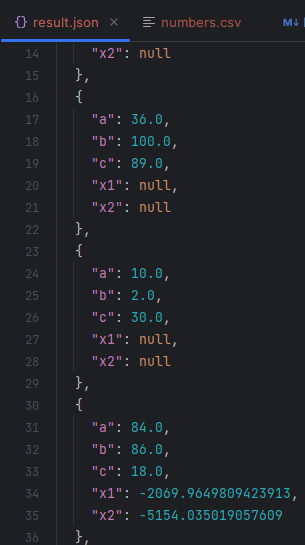 {} result.json × numbers.csv M↓
14 "x2": null
15 },
16 {
17 "a": 36.0,
18 "b": 100.0,
19 "c": 89.0,
20 "x1": null,
21 "x2": null
22 },
23 {
24 "a": 10.0,
25 "b": 2.0,
26 "c": 30.0,
27 "x1": null,
28 "x2": null
29 },
30 {
31 "a": 84.0,
32 "b": 86.0,
33 "c": 18.0,
34 "x1": -2069.9649809423913,
35 "x2": -5154.035019057609
36 },